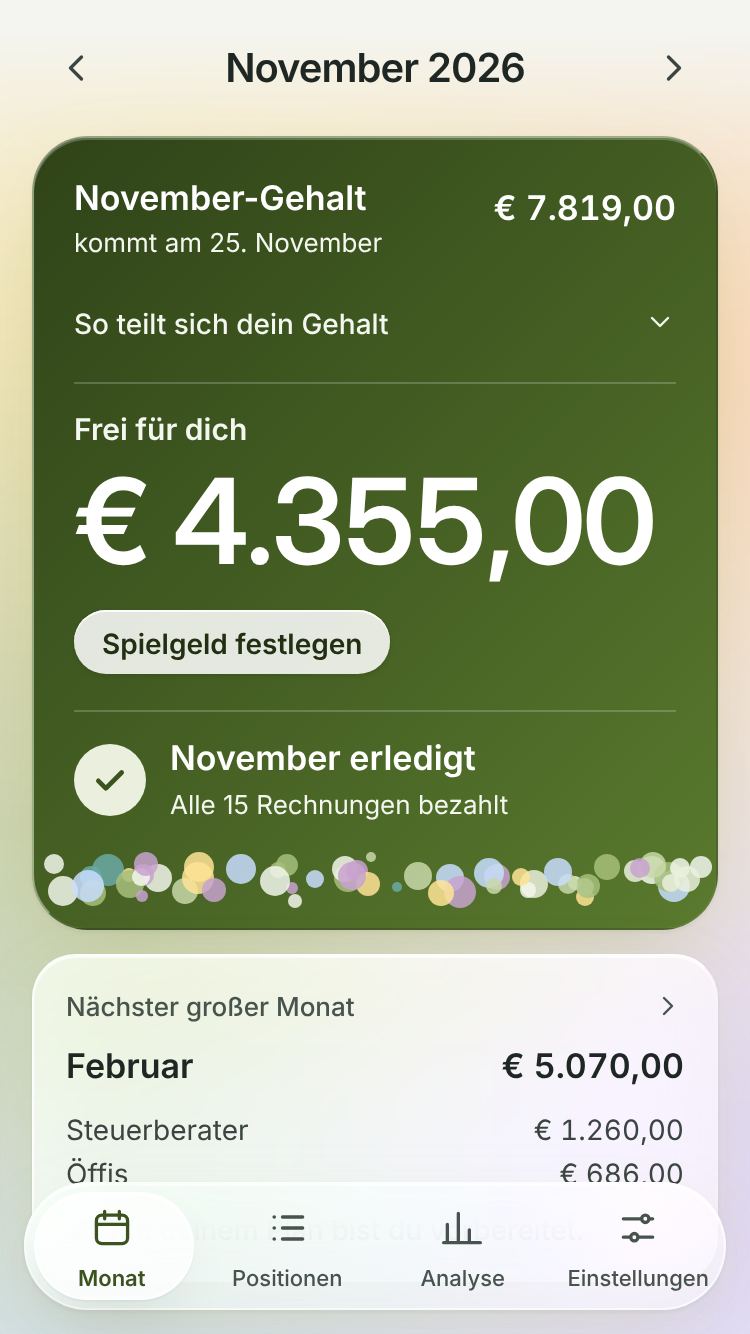 November 2026
November-Gehalt
€ 7.819,00
kommt am 25. November
So teilt sich dein Gehalt
Frei für dich
€ 4.355,00
Spielgeld festlegen
November erledigt
Alle 15 Rechnungen bezahlt
Nächster großer Monat
Februar
€ 5.070,00
Steuerberater
€ 1.260,00
Öffis
€ 686,00
bist du
Monat
Positionen
Analyse
Einstellungen